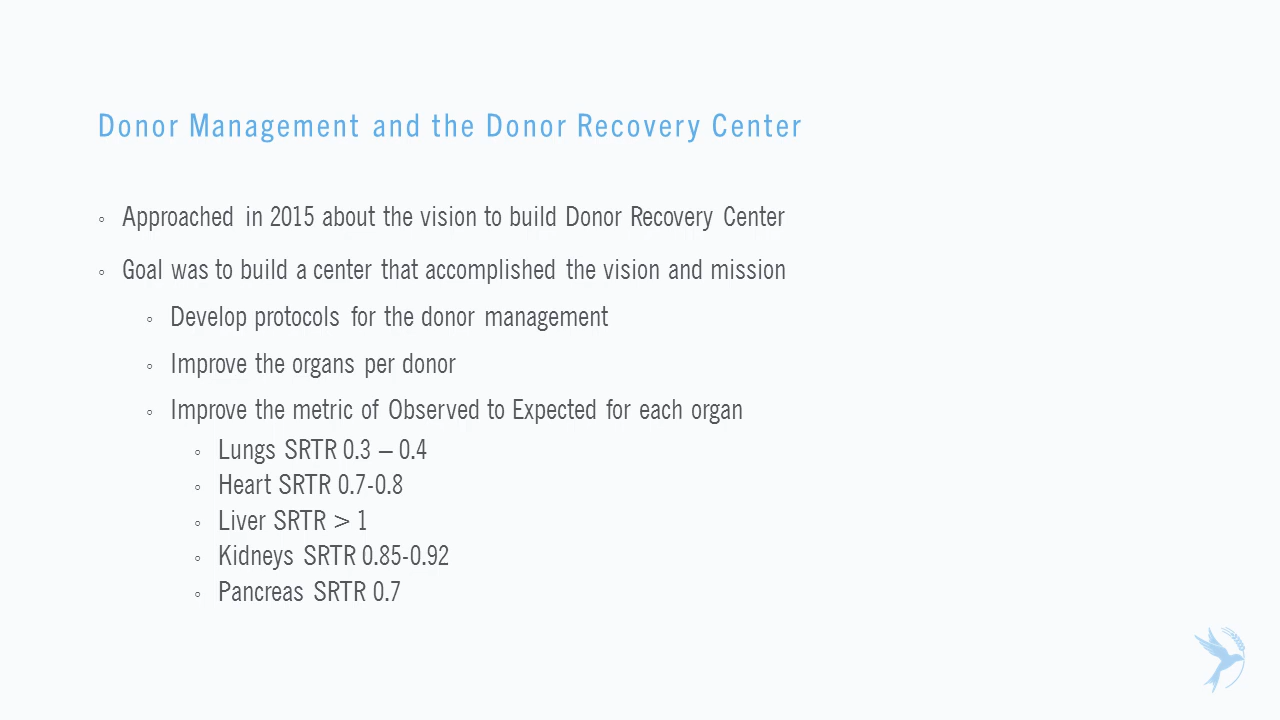 Donor Management and the Donor Recovery Center
◦ Approached in 2015 about the vision to build Donor Recovery Center
◦ Goal was to build a center that accomplished the vision and mission
◦ Develop protocols for the donor management
◦ Improve the organs per donor
◦ Improve the metric of Observed to Expected for each organ
◦ Lungs SRTR 0.3 – 0.4
◦ Heart SRTR 0.7-0.8
◦ Liver SRTR > 1
◦ Kidneys SRTR 0.85-0.92
◦ Pancreas SRTR 0.7